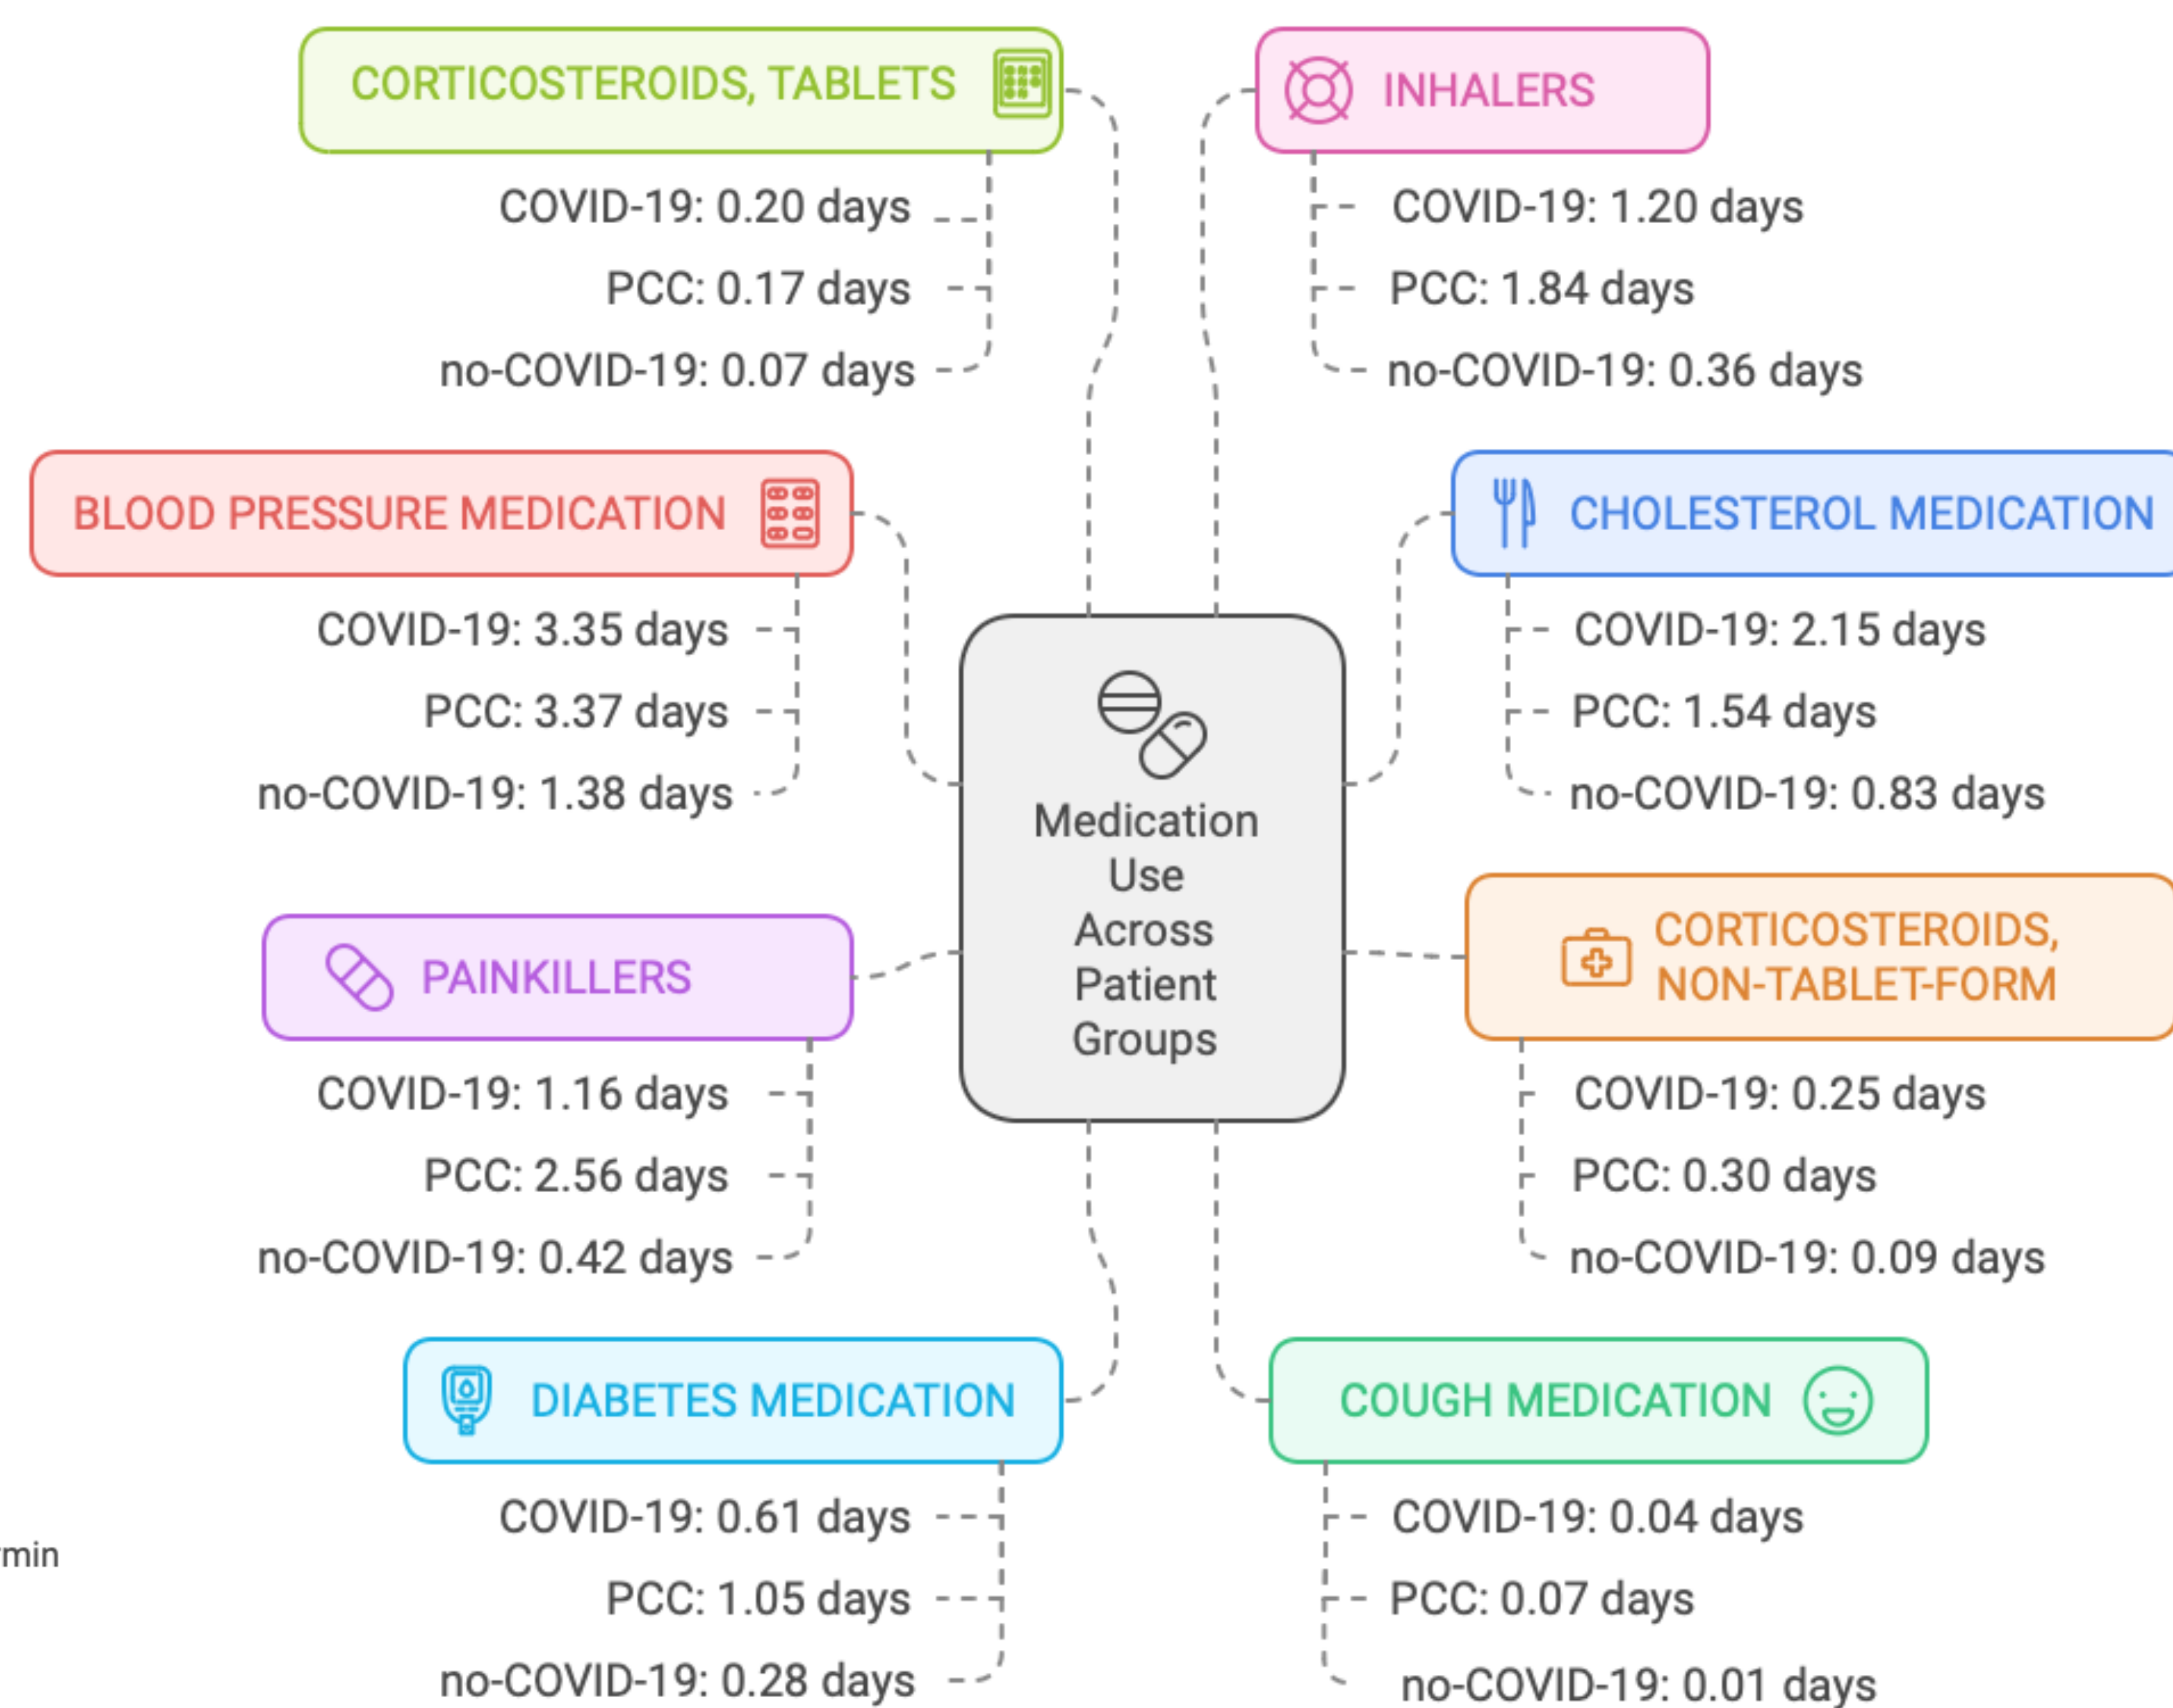 CORTICOSTEROIDS, TABLETS
COVID-19: 0.20 days
PCC: 0.17 days
no-COVID-19: 0.07 days
INHALERS
COVID-19: 1.20 days
PCC: 1.84 days
no-COVID-19: 0.36 days
BLOOD PRESSURE MEDICATION
COVID-19: 3.35 days
PCC: 3.37 days
no-COVID-19: 1.38 days
CHOLESTEROL MEDICATION
COVID-19: 2.15 days
PCC: 1.54 days
no-COVID-19: 0.83 days
Medication
Use
Across
Patient
Groups
PAINKILLERS
COVID-19: 1.16 days
PCC: 2.56 days
no-COVID-19: 0.42 days
CORTICOSTEROIDS,
NON-TABLET-FORM
COVID-19: 0.25 days
PCC: 0.30 days
no-COVID-19: 0.09 days
DIABETES MEDICATION
COVID-19: 0.61 days
PCC: 1.05 days
no-COVID-19: 0.28 days
COUGH MEDICATION
COVID-19: 0.04 days
PCC: 0.07 days
no-COVID-19: 0.01 days